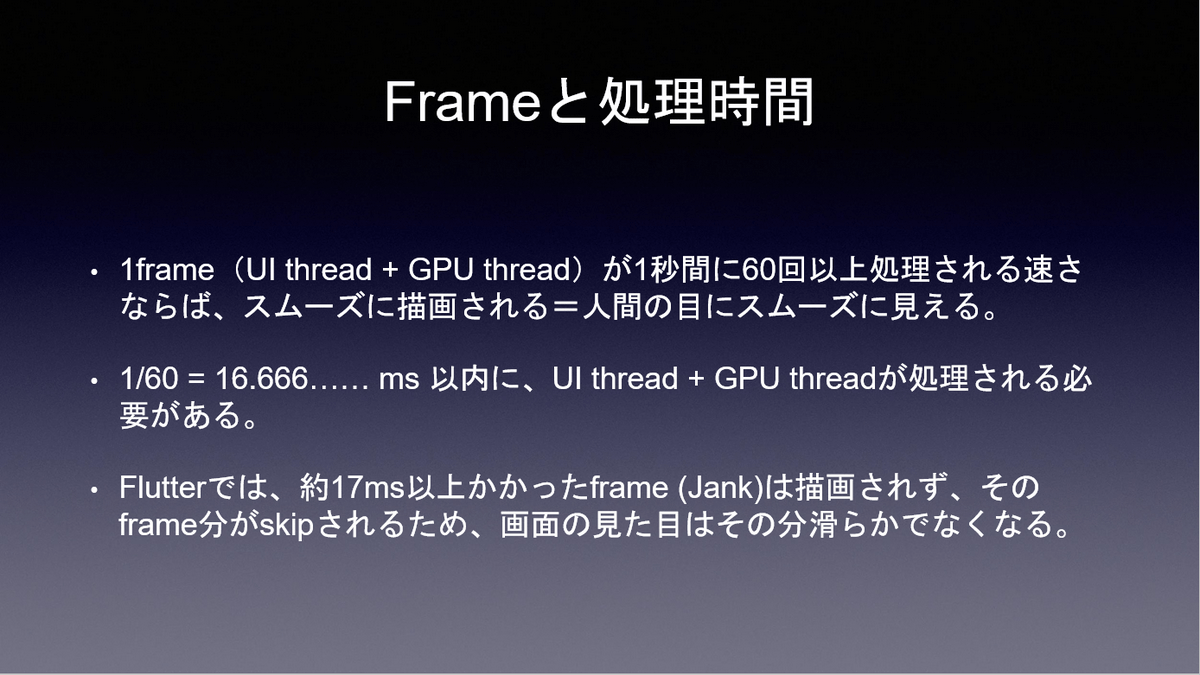 Frameと処理時間
• 1frame（UI thread + GPU thread）が1秒間に60回以上処理される速さ
ならば、スムーズに描画される＝人間の目にスムーズに見える。
• 1/60 = 16.666…… ms 以内に、UI thread + GPU threadが処理される必
要がある。
• Flutterでは、約17ms以上かかったframe (Jank)は描画されず、その
frame分がskipされるため、画面の見た目はその分滑らかでなくなる。